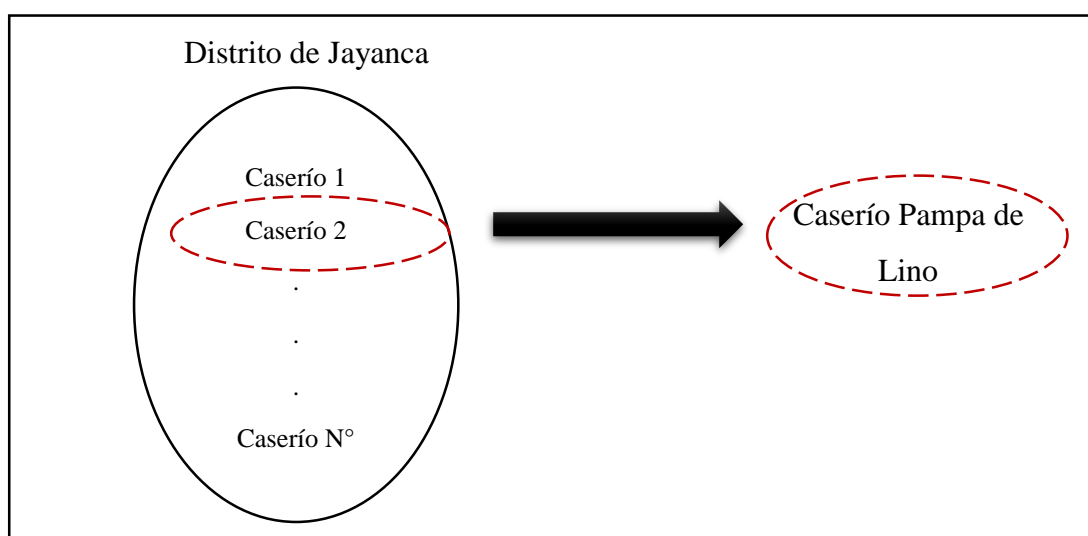 Distrito de Jayanca
Caserío 1
Caserío 2
.
.
.
Caserío N°
Caserío Pampa de
Lino